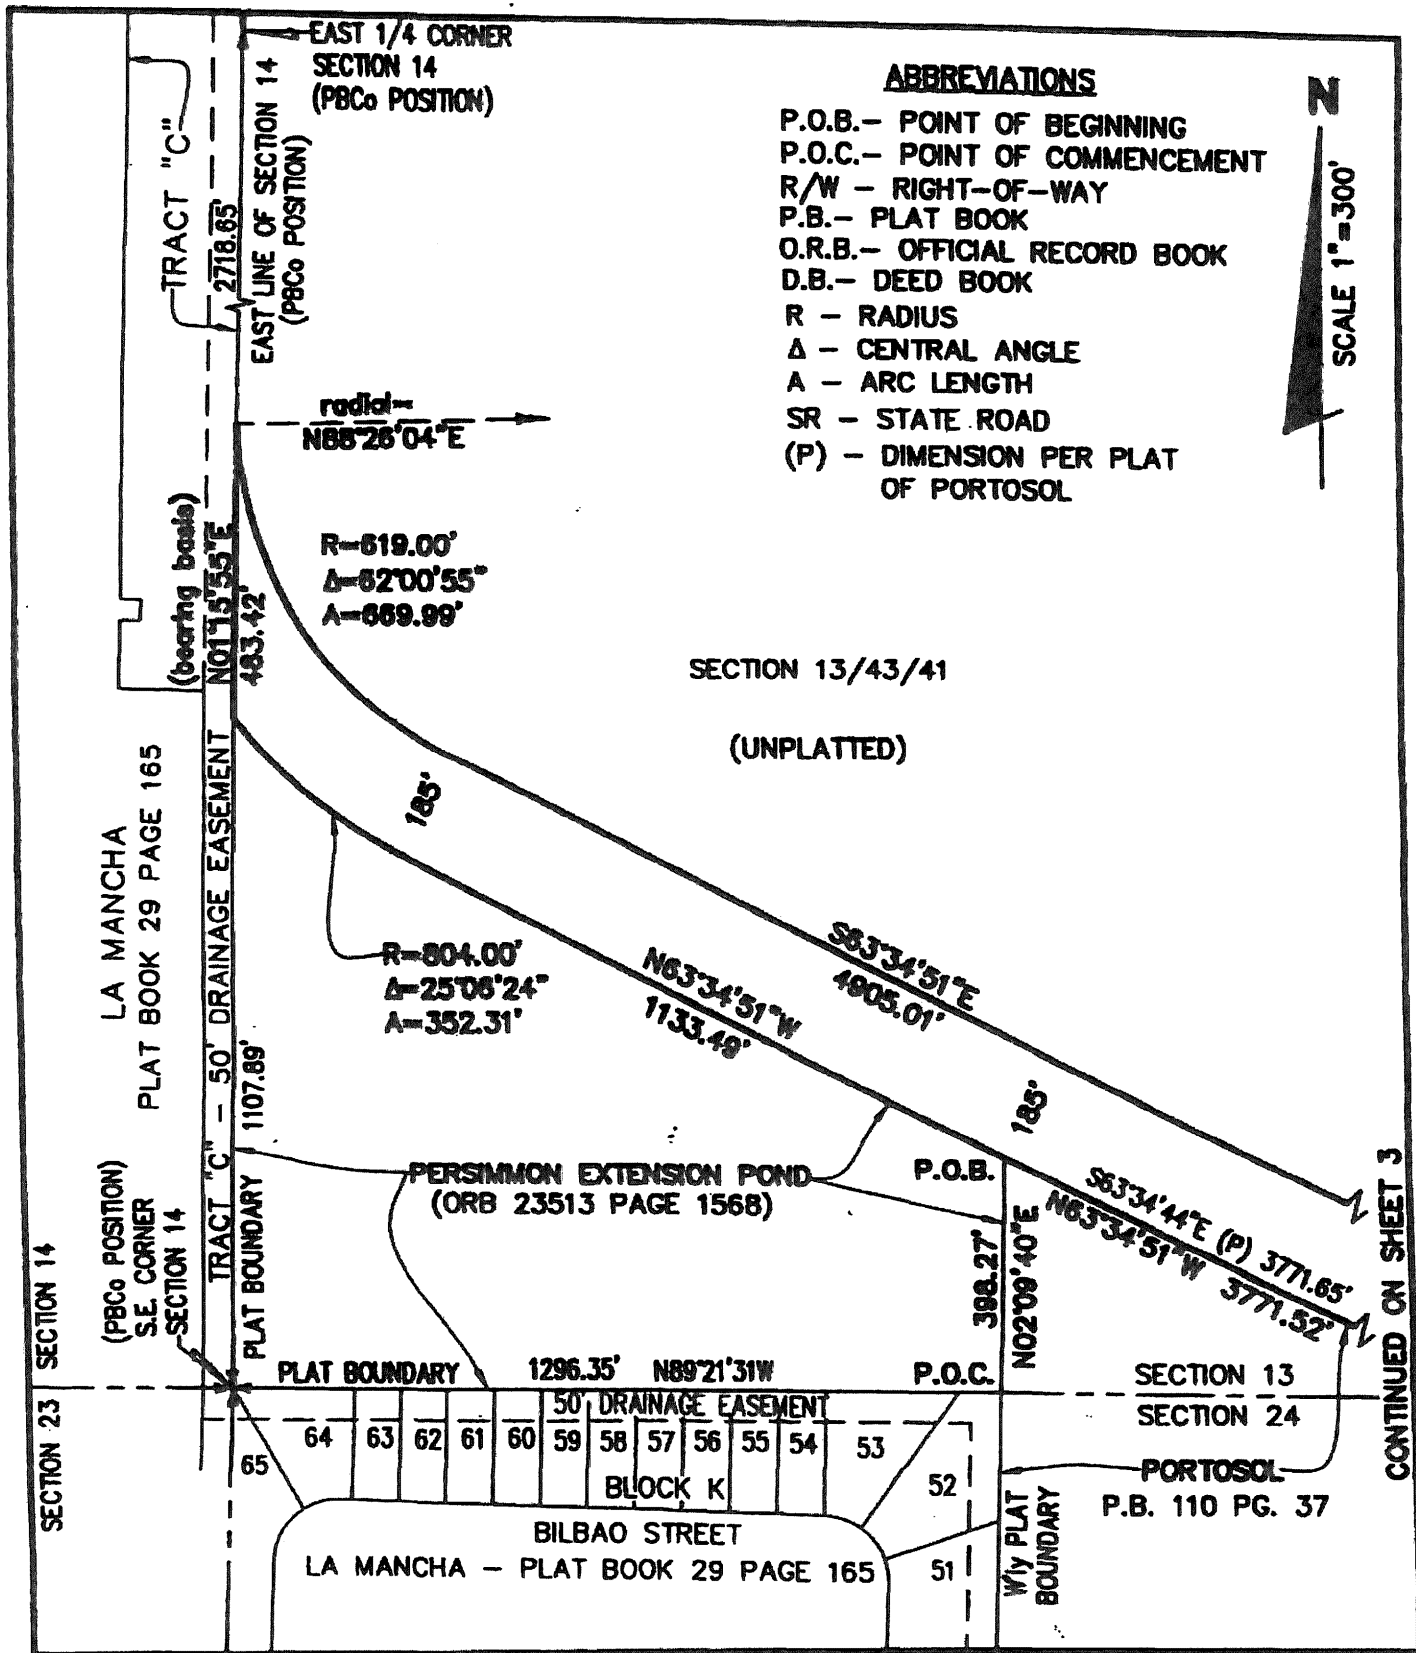 EAST 1/4 CORNER
SECTION 14
(PBCo POSITION)
TRACT "C"
2718.65'
EAST LINE OF SECTION 14
(PBCo POSITION)
ABBREVIATIONS
P.O.B.- POINT OF BEGINNING
P.O.C.- POINT OF COMMENCEMENT
R/W - RIGHT-OF-WAY
P.B.- PLAT BOOK
O.R.B.- OFFICIAL RECORD BOOK
D.B.- DEED BOOK
R - RADIUS
Δ - CENTRAL ANGLE
A - ARC LENGTH
SR - STATE ROAD
(P) - DIMENSION PER PLAT
OF PORTOSOL
N
SCALE 1"=300'
radial=
N88°26'04"E
(bearing basis)
N01°15'55"E
483.42'
R=619.00'
Δ=62°00'55"
A=669.99'
SECTION 13/43/41
(UNPLATTED)
LA MANCHA
PLAT BOOK 29 PAGE 165
TRACT "C" - 50' DRAINAGE EASEMENT
185'
R=804.00'
Δ=25°06'24"
A=352.31'
N63°34'51"W
1133.49'
S63°34'51"E
4905.01'
1107.89'
PLAT BOUNDARY
185'
PERSIMMON EXTENSION POND
(ORB 23513 PAGE 1568)
P.O.B.
398.27'
N02°09'40"E
S63°34'44"E (P) 3771.65'
N63°34'51"W 3771.52'
CONTINUED ON SHEET 3
(PBCo POSITION)
S.E. CORNER
SECTION 14
SECTION 23 SECTION 14
PLAT BOUNDARY 1296.35' N89°21'31W P.O.C.
SECTION 13
SECTION 24
50' DRAINAGE EASEMENT
65 64 63 62 61 60 59 58 57 56 55 54 53 52 51
BLOCK K
BILBAO STREET
LA MANCHA - PLAT BOOK 29 PAGE 165
W'ly PLAT
BOUNDARY
PORTOSOL
P.B. 110 PG. 37